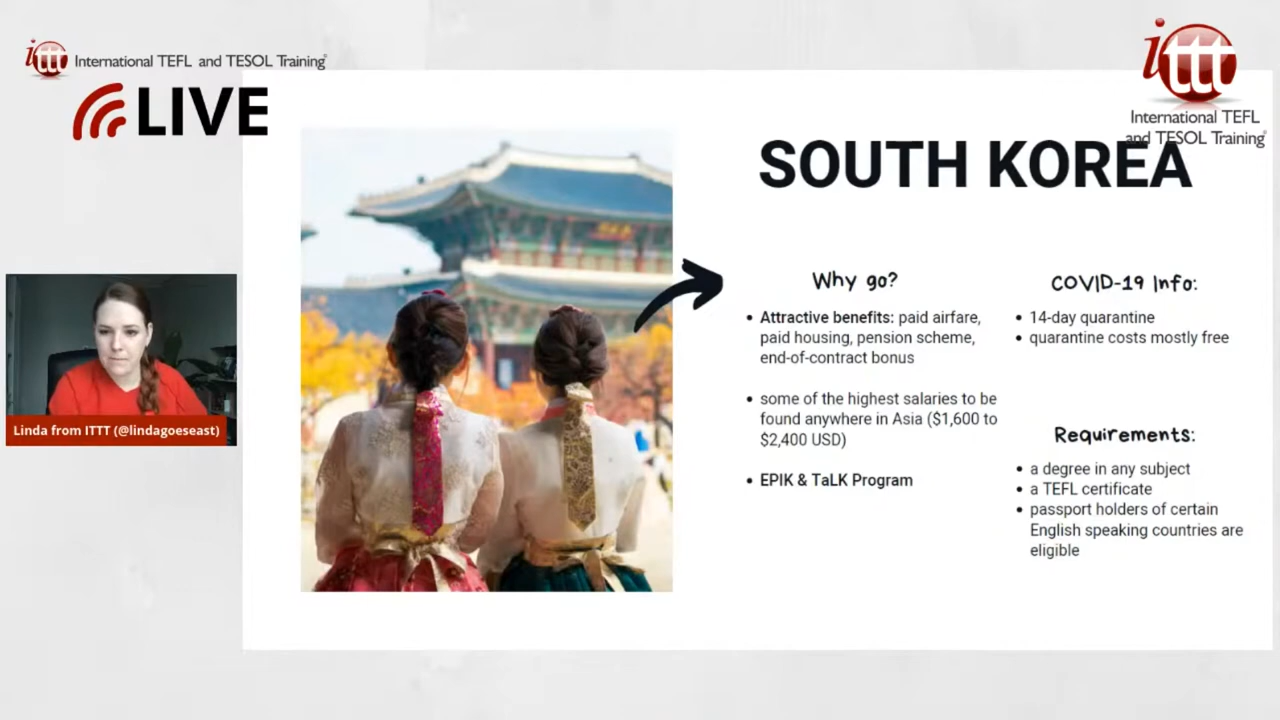 ittt International TEFL and TESOL Training
LIVE
ittt
International TEFL
and TESOL Training
SOUTH KOREA
Linda from ITTT (@lindagoeseast)
Why go?
• Attractive benefits: paid airfare,
paid housing, pension scheme,
end-of-contract bonus
• some of the highest salaries to be
found anywhere in Asia ($1,600 to
$2,400 USD)
• EPIK & TaLK Program
COVID-19 Info:
• 14-day quarantine
• quarantine costs mostly free
Requirements:
• a degree in any subject
• a TEFL certificate
• passport holders of certain
English speaking countries are
eligible